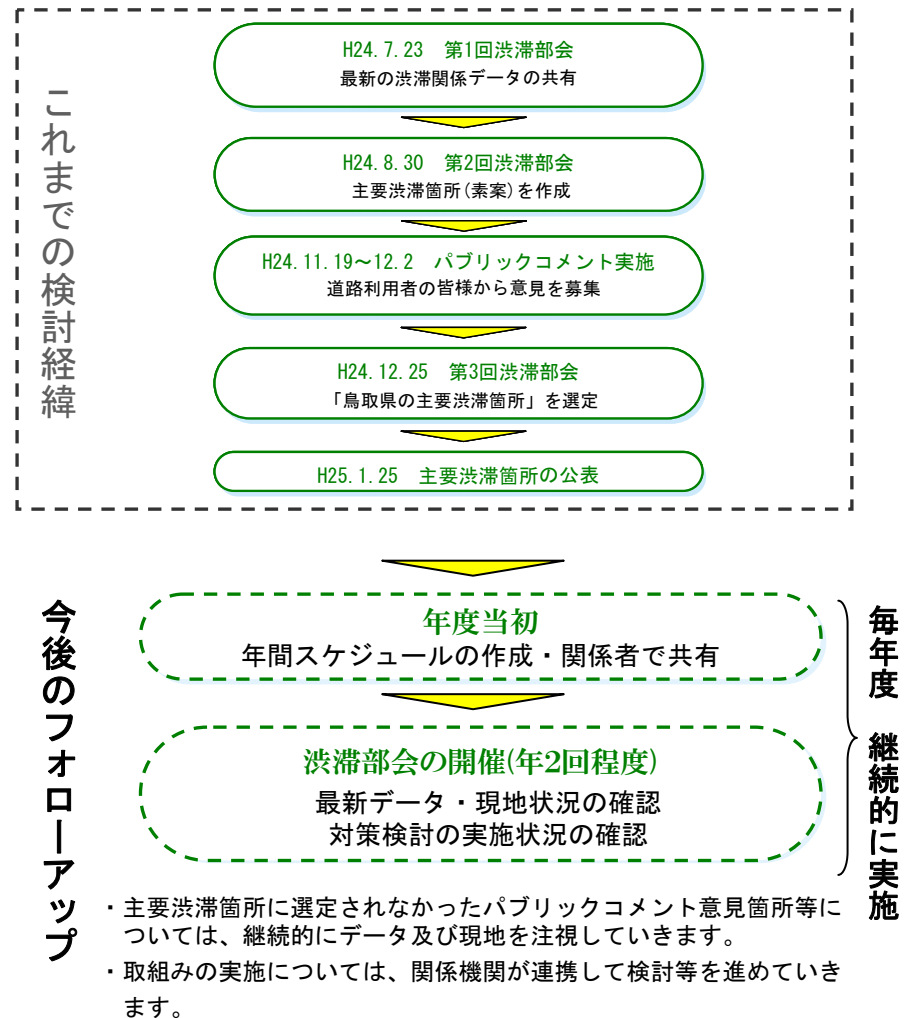 これまでの検討経緯
H24.7.23 第1回渋滞部会
最新の渋滞関係データの共有
H24.8.30 第2回渋滞部会
主要渋滞箇所(素案)を作成
H24.11.19～12.2 パブリックコメント実施
道路利用者の皆様から意見を募集
H24.12.25 第3回渋滞部会
「鳥取県の主要渋滞箇所」を選定
H25.1.25 主要渋滞箇所の公表
今後のフォローアップ
年度当初
年間スケジュールの作成・関係者で共有
渋滞部会の開催(年2回程度)
最新データ・現地状況の確認
対策検討の実施状況の確認
毎年度 継続的に実施
・主要渋滞箇所に選定されなかったパブリックコメント意見箇所等に
ついては、継続的にデータ及び現地を注視していきます。
・取組みの実施については、関係機関が連携して検討等を進めていき
ます。